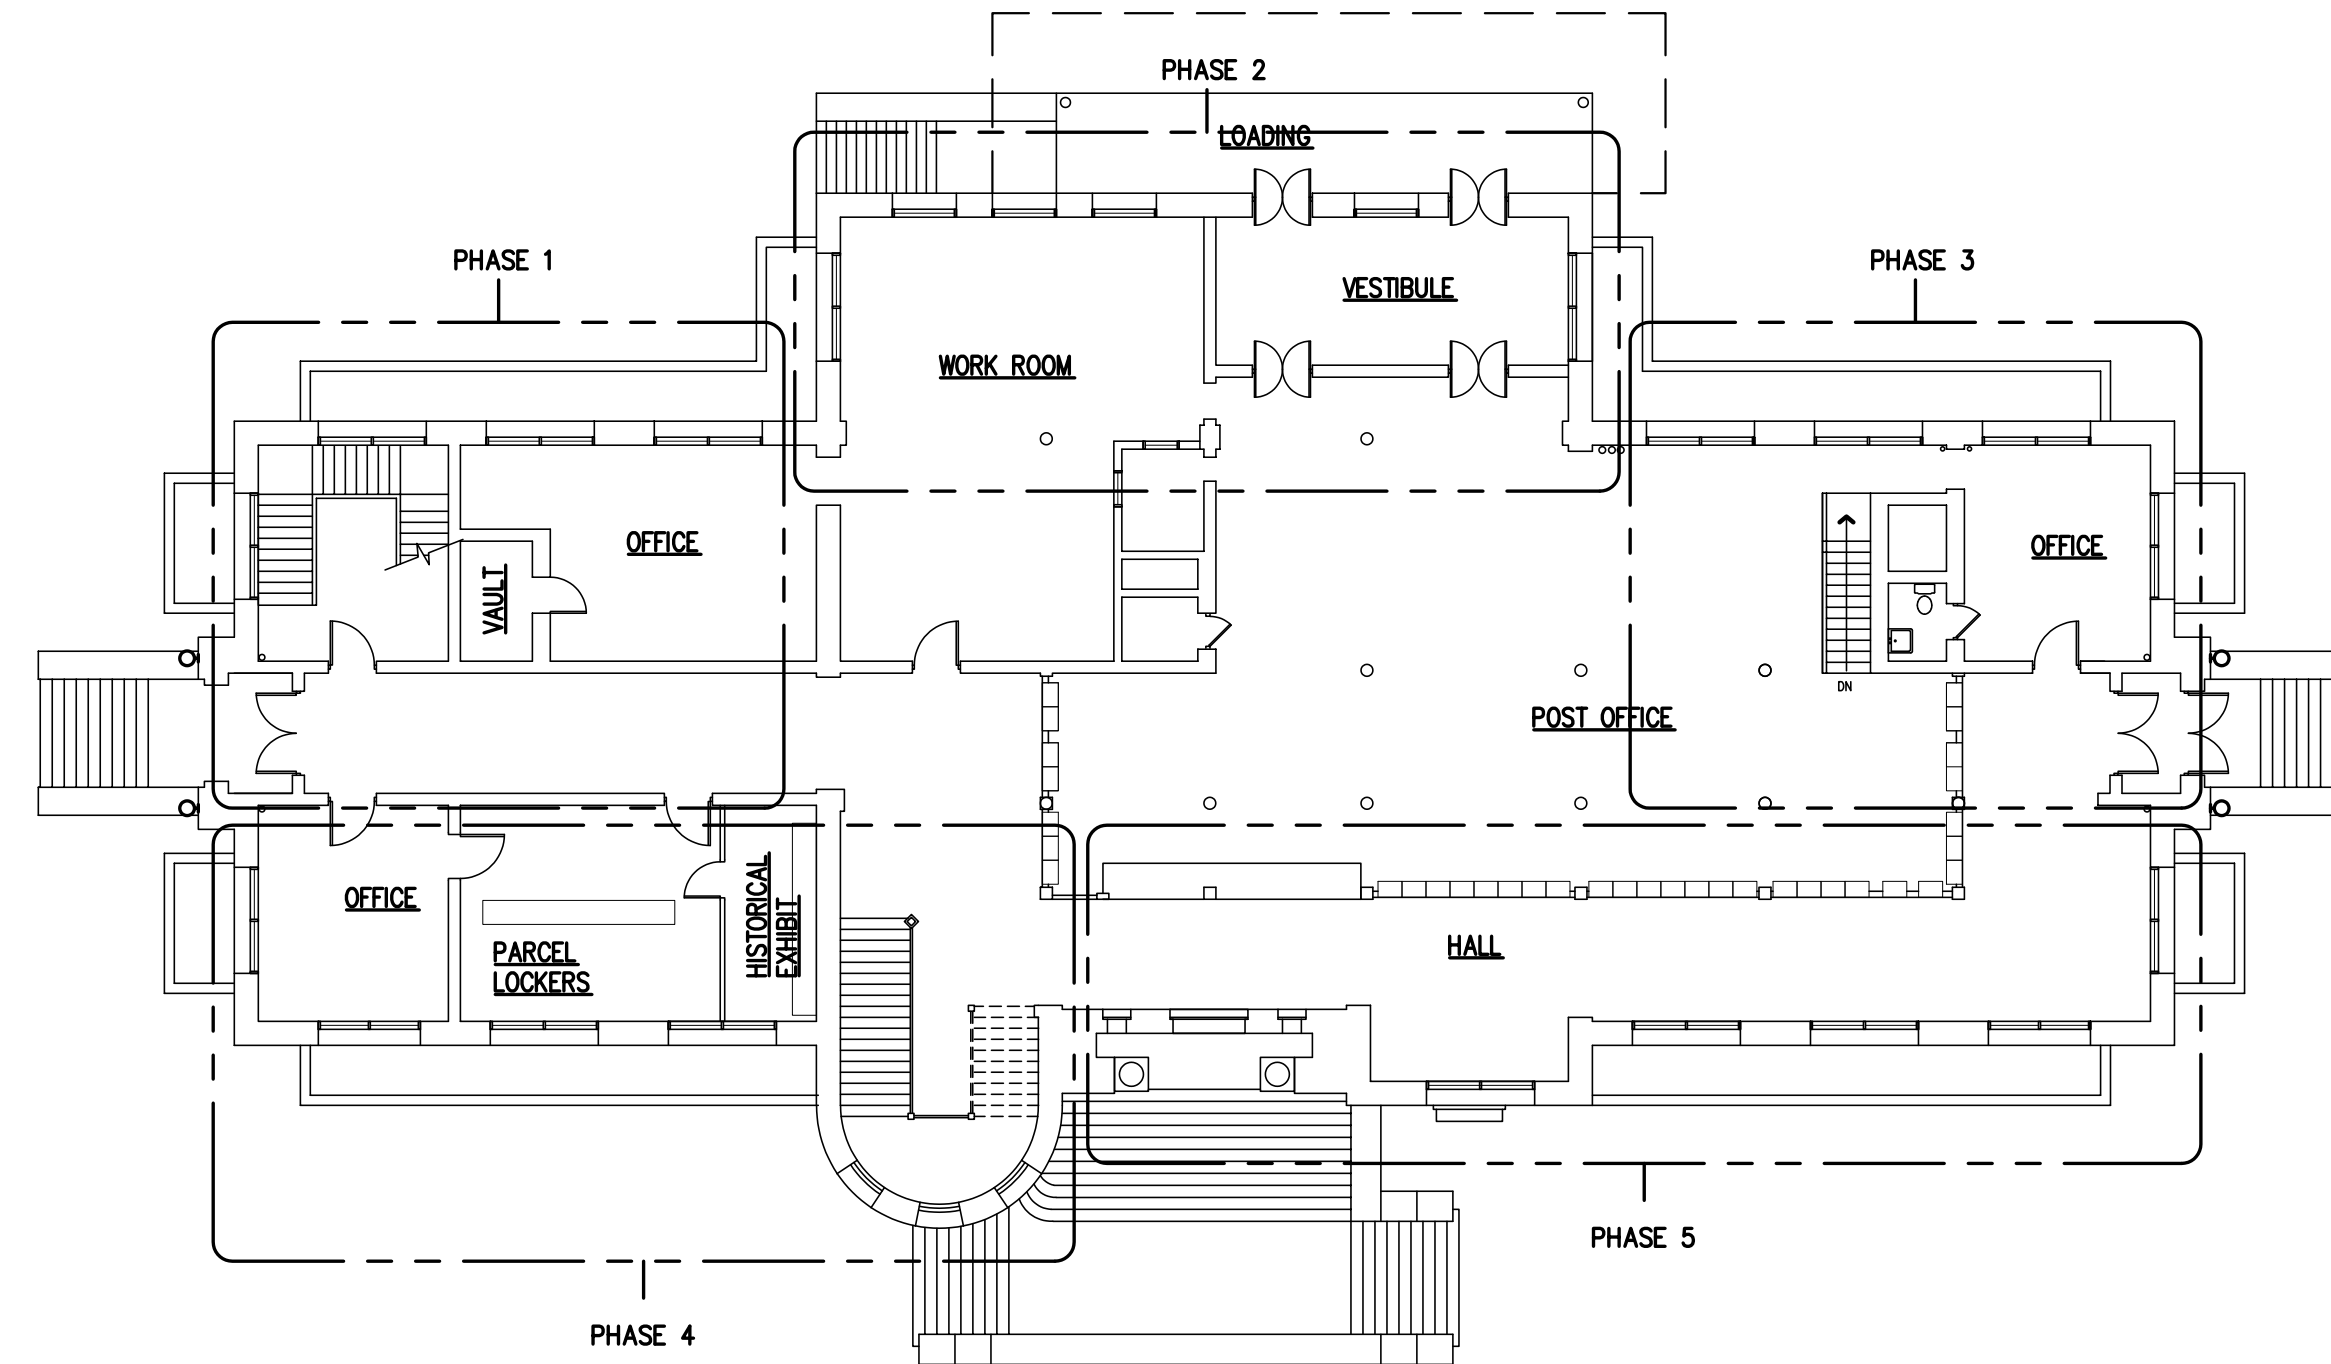 PHASE 2
LOADING
PHASE 1
PHASE 3
VESTIBULE
WORK ROOM
OFFICE
OFFICE
VAULT
DN
POST OFFICE
OFFICE
PARCEL
LOCKERS
HISTORICAL
EXHIBIT
HALL
PHASE 5
PHASE 4